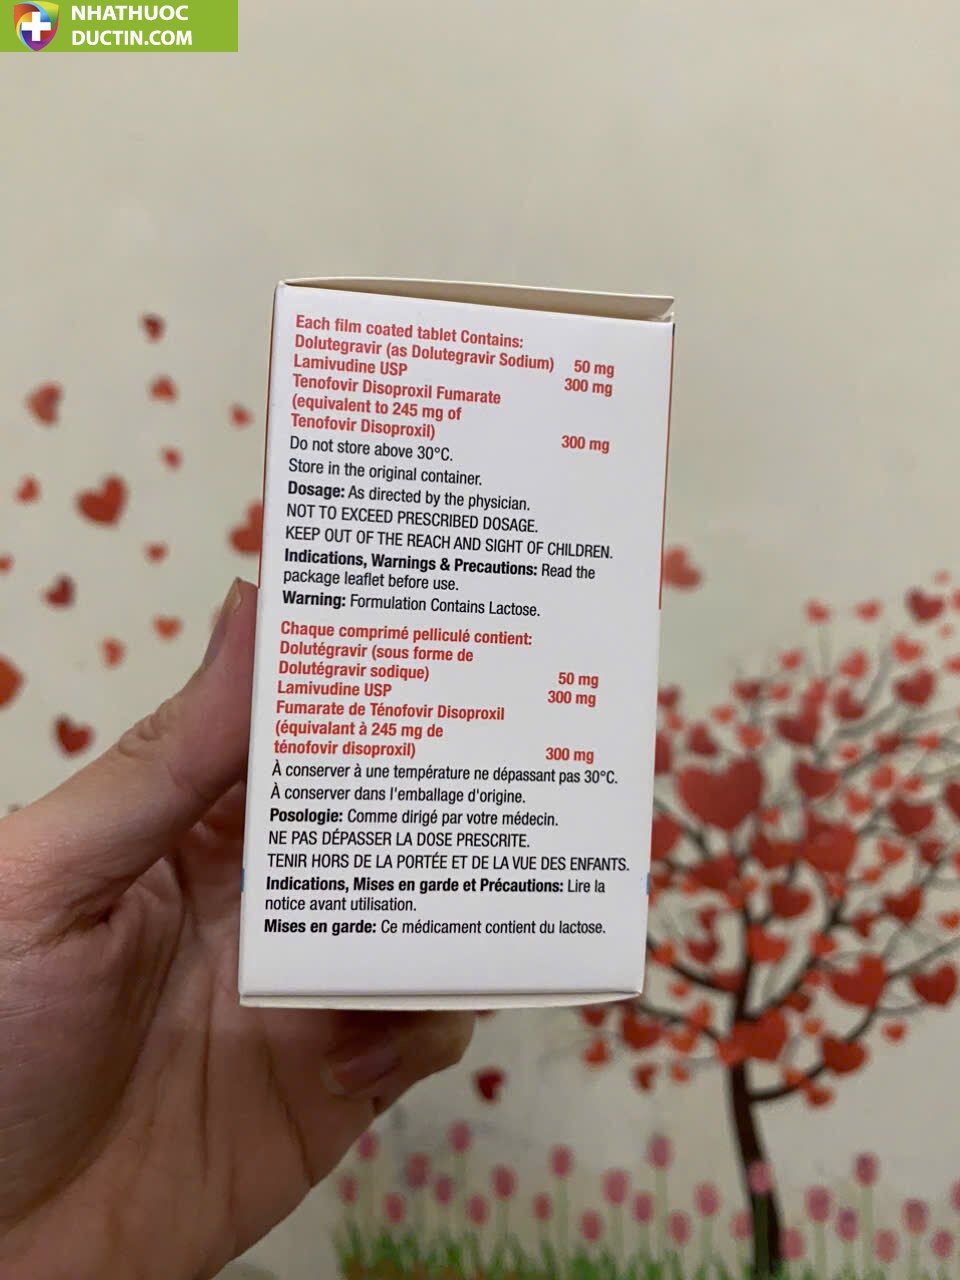 NHATHUOC
DUCTIN.COM
Each film coated tablet Contains:
Dolutegravir (as Dolutegravir Sodium) 50 mg
Lamivudine USP 300 mg
Tenofovir Disoproxil Fumarate
(equivalent to 245 mg of
Tenofovir Disoproxil) 300 mg
Do not store above 30°C.
Store in the original container.
Dosage: As directed by the physician.
NOT TO EXCEED PRESCRIBED DOSAGE.
KEEP OUT OF THE REACH AND SIGHT OF CHILDREN.
Indications, Warnings & Precautions: Read the
package leaflet before use.
Warning: Formulation Contains Lactose.
Chaque comprimé pelliculé contient:
Dolutégravir (sous forme de
Dolutégravir sodique) 50 mg
Lamivudine USP 300 mg
Fumarate de Ténofovir Disoproxil
(équivalant à 245 mg de
ténofovir disoproxil) 300 mg
À conserver à une température ne dépassant pas 30°C.
À conserver dans l'emballage d'origine.
Posologie: Comme dirigé par votre médecin.
NE PAS DÉPASSER LA DOSE PRESCRITE.
TENIR HORS DE LA PORTÉE ET DE LA VUE DES ENFANTS.
Indications, Mises en garde et Précautions: Lire la
notice avant utilisation.
Mises en garde: Ce médicament contient du lactose.